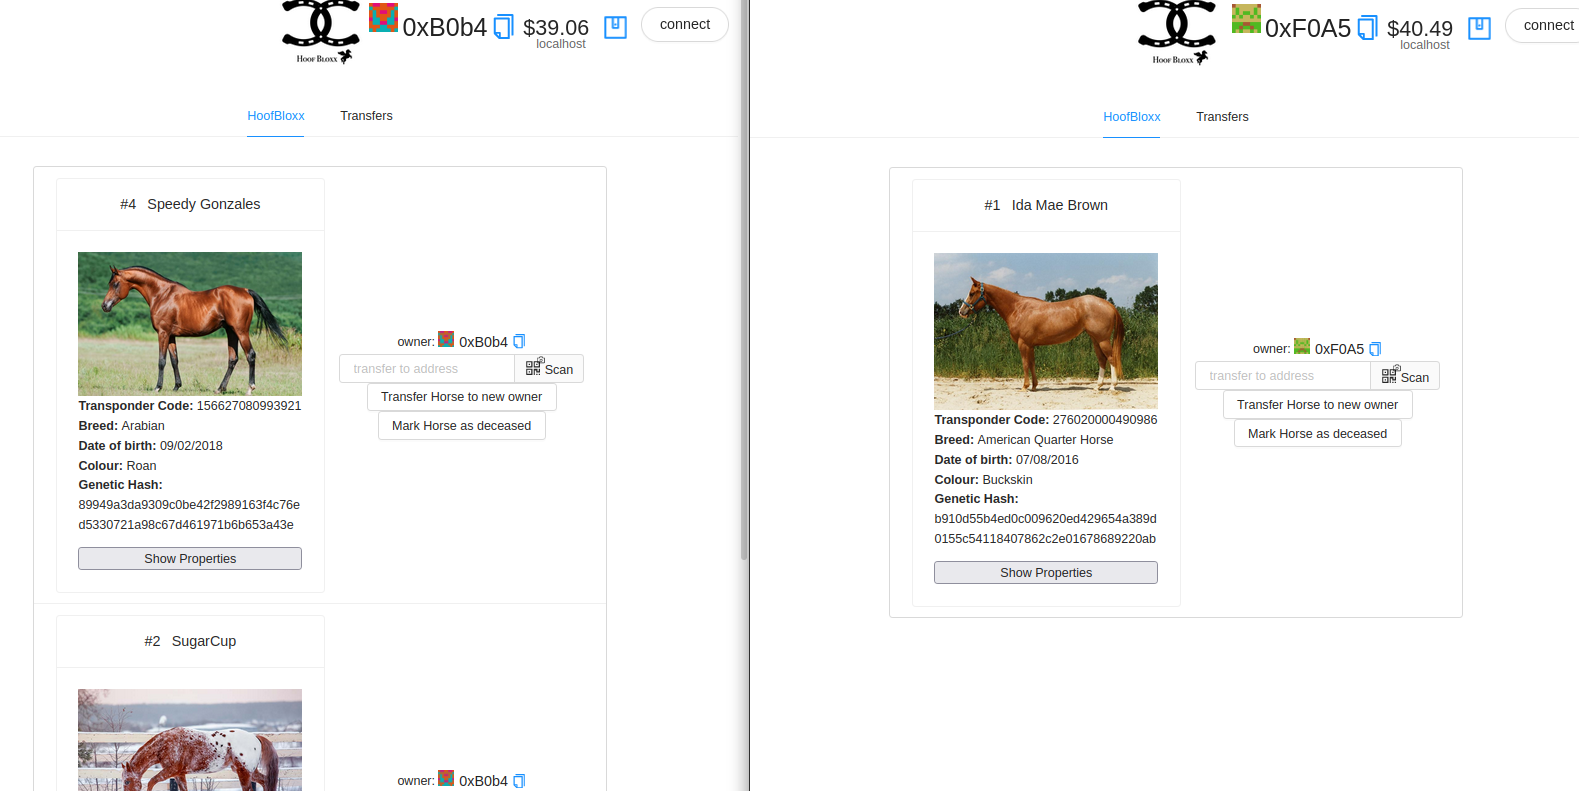 0xB0b4 $39.06 connect
localhost
Hoof Bloxx
HoofBloxx Transfers
#4 Speedy Gonzales
owner: 0xB0b4
transfer to address Scan
Transfer Horse to new owner
Mark Horse as deceased
Transponder Code: 156627080993921
Breed: Arabian
Date of birth: 09/02/2018
Colour: Roan
Genetic Hash:
89949a3da9309c0be42f2989163f4c76e
d5330721a98c67d461971b6b653a43e
Show Properties
#2 SugarCup
owner: 0xB0b4
0xF0A5 $40.49 connect
localhost
Hoof Bloxx
HoofBloxx Transfers
#1 Ida Mae Brown
owner: 0xF0A5
transfer to address Scan
Transfer Horse to new owner
Mark Horse as deceased
Transponder Code: 276020000490986
Breed: American Quarter Horse
Date of birth: 07/08/2016
Colour: Buckskin
Genetic Hash:
b910d55b4ed0c009620ed429654a389d
0155c54118407862c2e01678689220ab
Show Properties